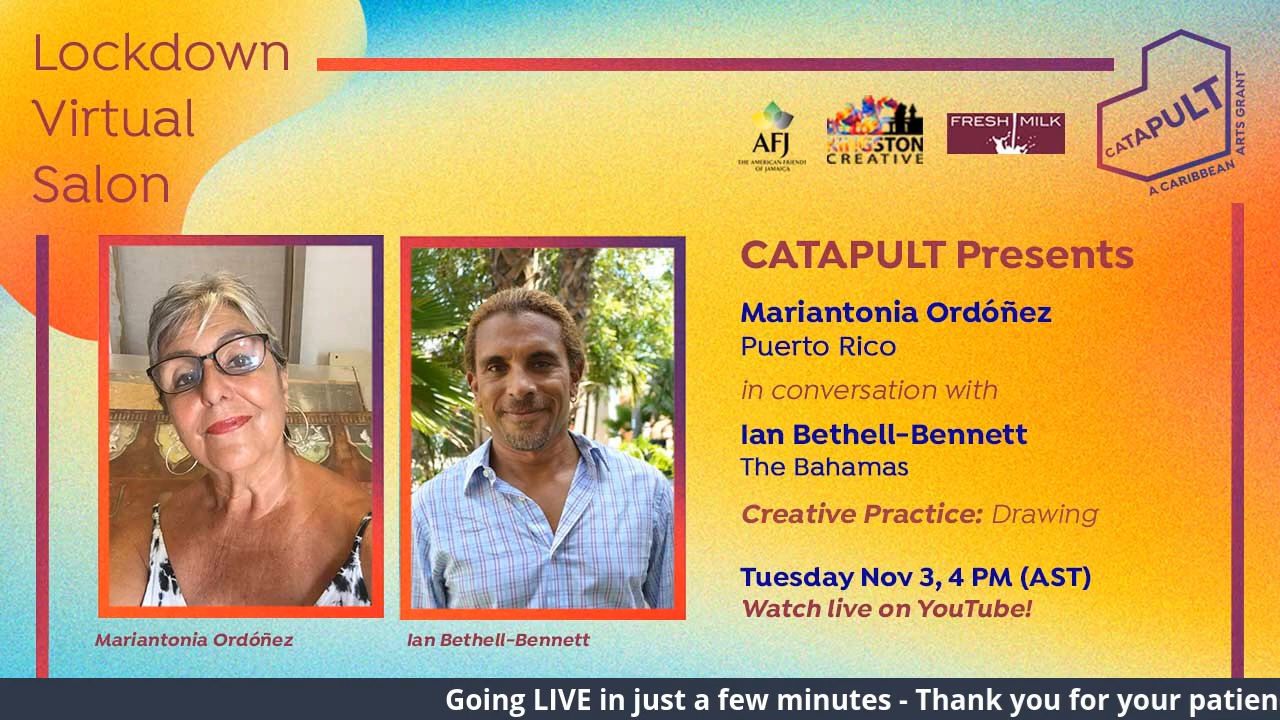 Lockdown
Virtual
Salon
AFJ
THE AMERICAN FRIENDS
OF JAMAICA
KINGSTON
CREATIVE
FRESH MILK
CATAPULT
A CARIBBEAN
ARTS GRANT
CATAPULT Presents
Mariantonia Ordóñez
Puerto Rico
in conversation with
Ian Bethell-Bennett
The Bahamas
Creative Practice: Drawing
Tuesday Nov 3, 4 PM (AST)
Watch live on YouTube!
Mariantonia Ordóñez
Ian Bethell-Bennett
Going LIVE in just a few minutes - Thank you for your patien